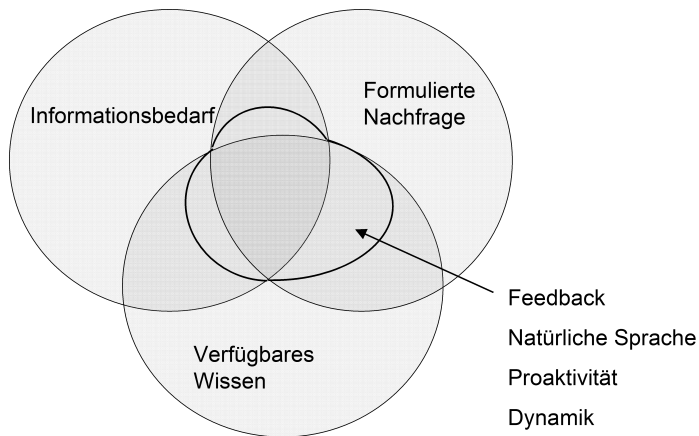 Informationsbedarf
Formulierte
Nachfrage
Verfügbares
Wissen
Feedback
Natürliche Sprache
Proaktivität
Dynamik